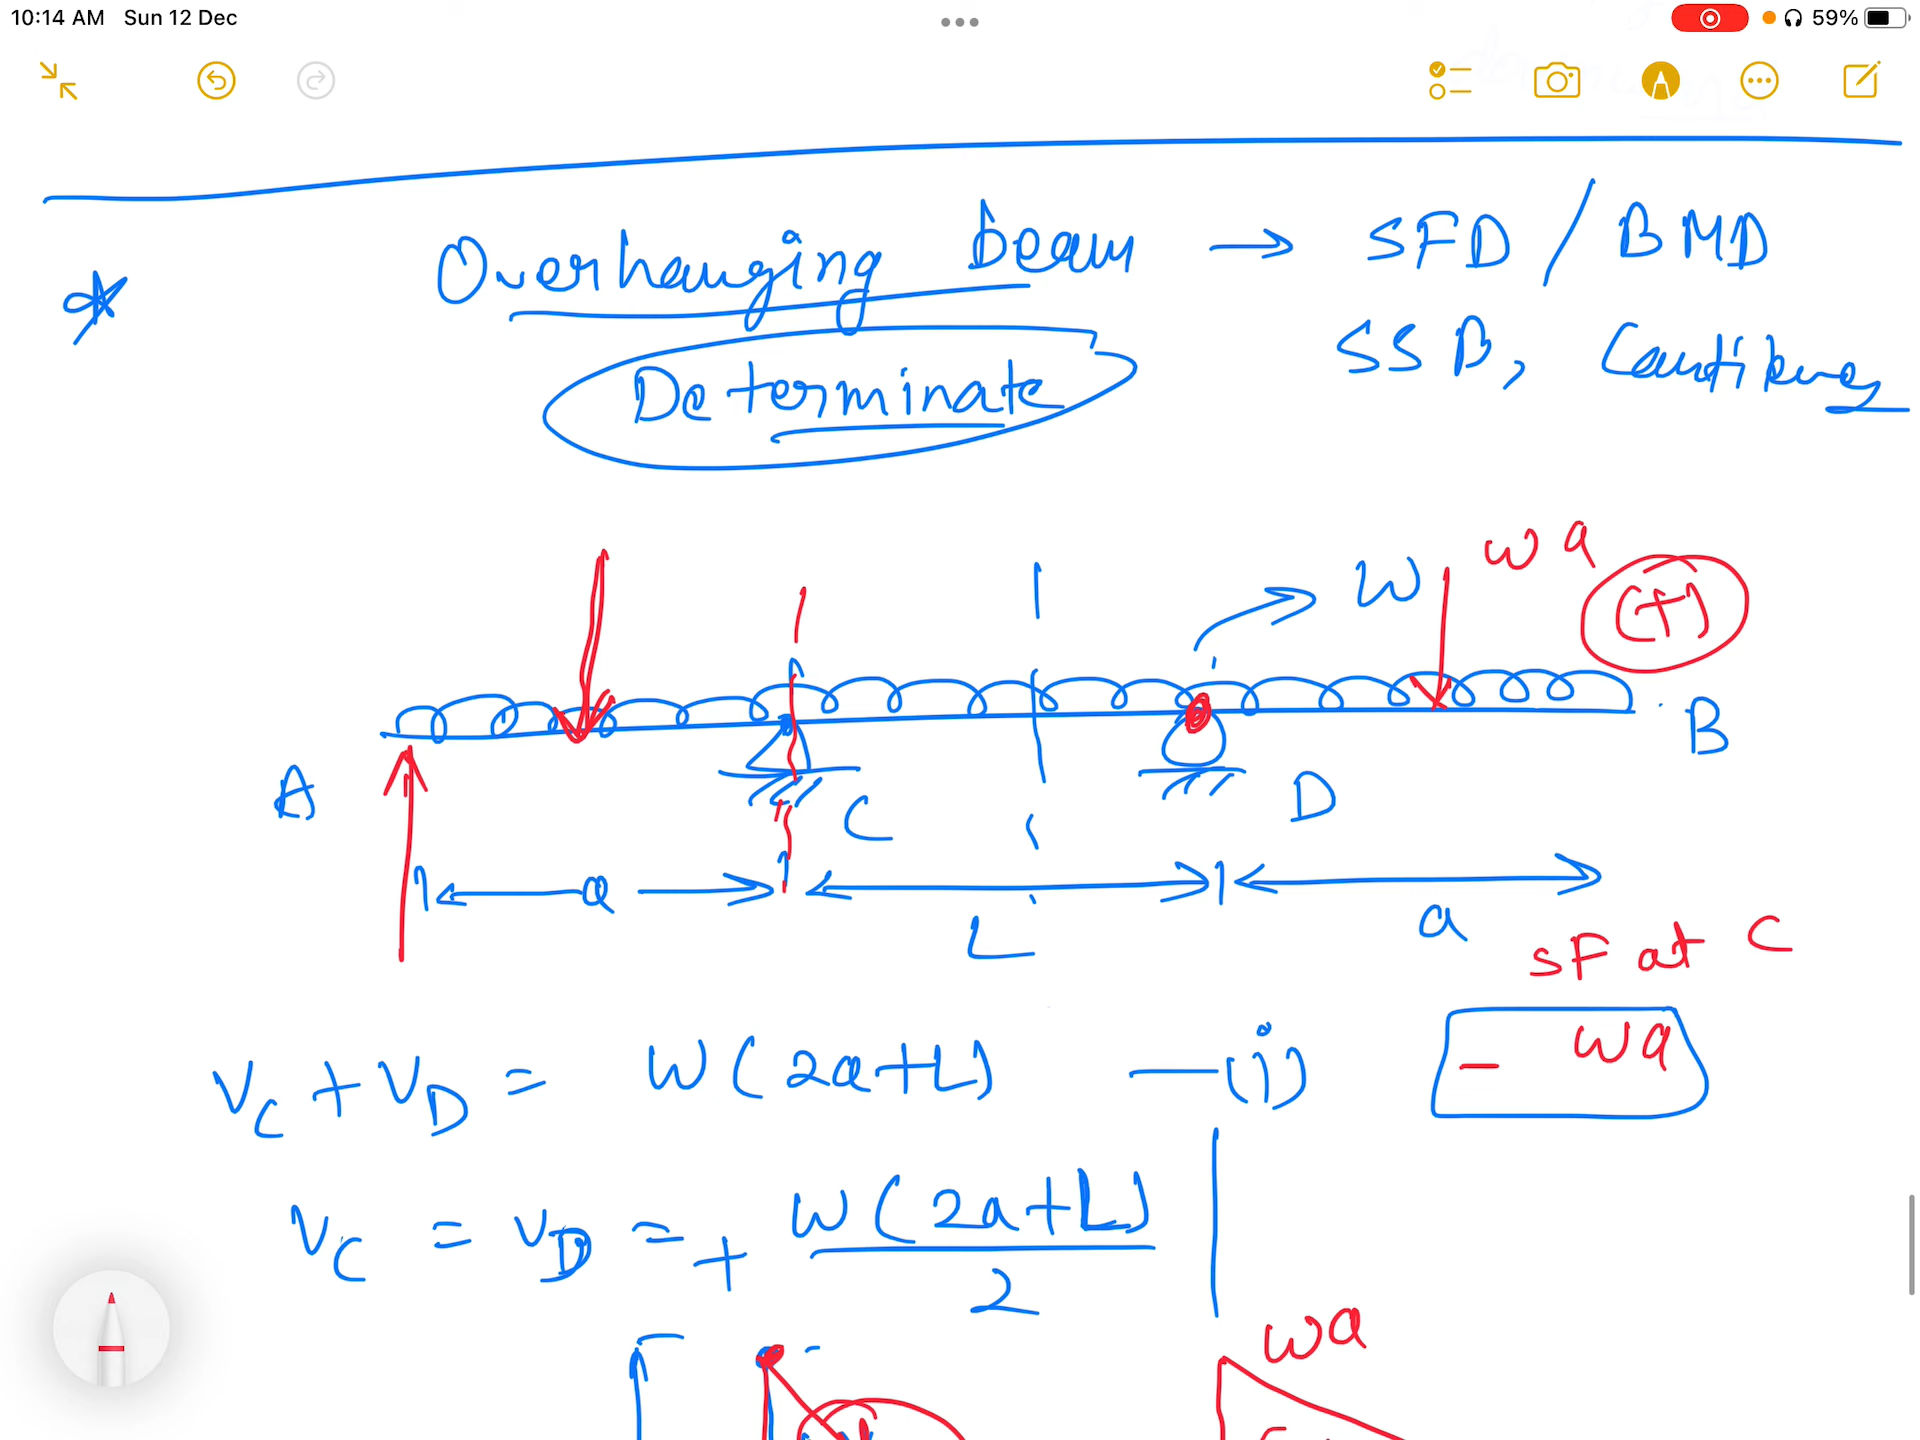 10:14 AM Sun 12 Dec
59%
Overhanging beam → SFD / BMD
Determinate
SSB, Cantilever
W
wa
(+)
A
B
C
D
a
L
a
SF at C
- wa
VC + VD = W(2a+L) —(i)
VC = VD = + W(2a+L)
2
wa